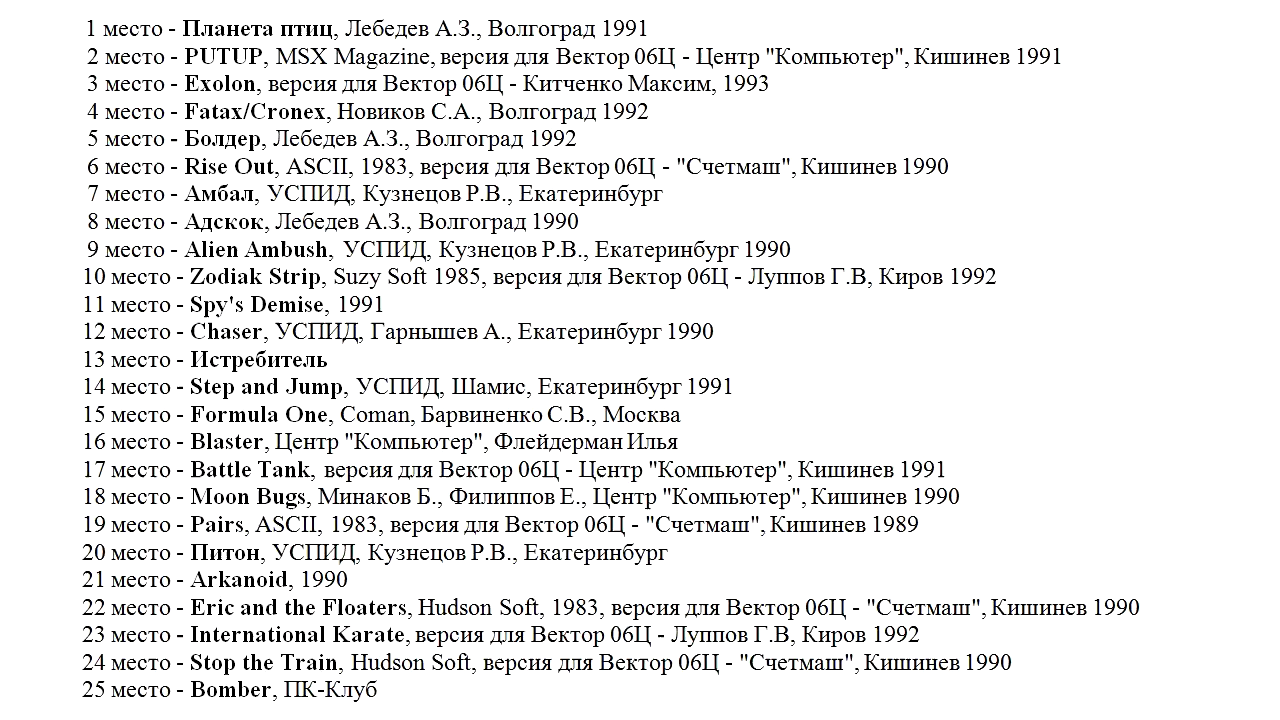 1 место - Планета птиц, Лебедев А.З., Волгоград 1991
2 место - PUTUP, MSX Magazine, версия для Вектор 06Ц - Центр "Компьютер", Кишинев 1991
3 место - Exolon, версия для Вектор 06Ц - Китченко Максим, 1993
4 место - Fatax/Cronex, Новиков С.А., Волгоград 1992
5 место - Болдер, Лебедев А.З., Волгоград 1992
6 место - Rise Out, ASCII, 1983, версия для Вектор 06Ц - "Счетмаш", Кишинев 1990
7 место - Амбал, УСПИД, Кузнецов Р.В., Екатеринбург
8 место - Адскок, Лебедев А.З., Волгоград 1990
9 место - Alien Ambush, УСПИД, Кузнецов Р.В., Екатеринбург 1990
10 место - Zodiak Strip, Suzy Soft 1985, версия для Вектор 06Ц - Луппов Г.В, Киров 1992
11 место - Spy's Demise, 1991
12 место - Chaser, УСПИД, Гарнышев А., Екатеринбург 1990
13 место - Истребитель
14 место - Step and Jump, УСПИД, Шамис, Екатеринбург 1991
15 место - Formula One, Coman, Барвиненко С.В., Москва
16 место - Blaster, Центр "Компьютер", Флейдерман Илья
17 место - Battle Tank, версия для Вектор 06Ц - Центр "Компьютер", Кишинев 1991
18 место - Moon Bugs, Минаков Б., Филиппов Е., Центр "Компьютер", Кишинев 1990
19 место - Pairs, ASCII, 1983, версия для Вектор 06Ц - "Счетмаш", Кишинев 1989
20 место - Питон, УСПИД, Кузнецов Р.В., Екатеринбург
21 место - Arkanoid, 1990
22 место - Eric and the Floaters, Hudson Soft, 1983, версия для Вектор 06Ц - "Счетмаш", Кишинев 1990
23 место - International Karate, версия для Вектор 06Ц - Луппов Г.В, Киров 1992
24 место - Stop the Train, Hudson Soft, версия для Вектор 06Ц - "Счетмаш", Кишинев 1990
25 место - Bomber, ПК-Клуб